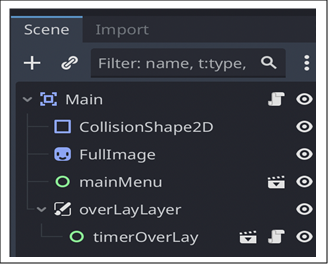 Scene Import
Filter: name, t:type,
Main
CollisionShape2D
FullImage
mainMenu
overLayLayer
timerOverLay